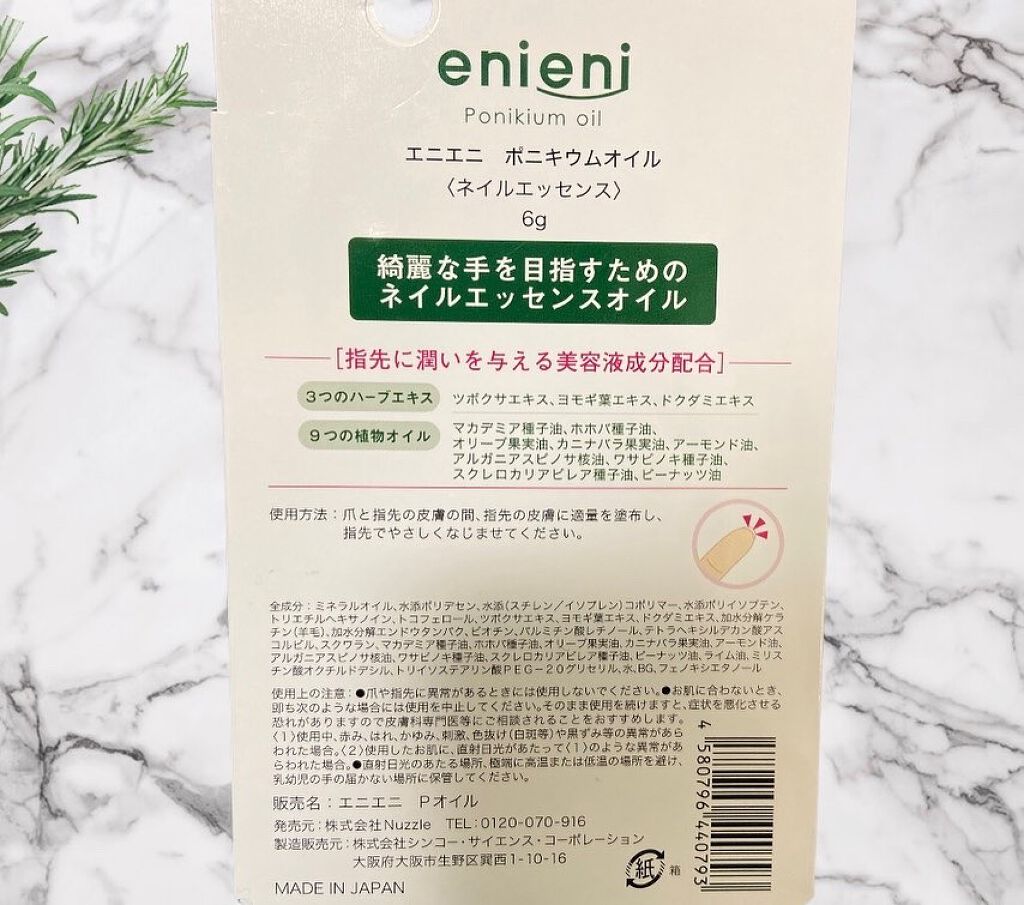 enieni
Ponikium oil
エニエニ　ポニキウムオイル
〈ネイルエッセンス〉
6g
綺麗な手を目指すための
ネイルエッセンスオイル
［指先に潤いを与える美容液成分配合］
3つのハーブエキス　ツボクサエキス、ヨモギ葉エキス、ドクダミエキス
9つの植物オイル　マカデミア種子油、ホホバ種子油、
オリーブ果実油、カニナバラ果実油、アーモンド油、
アルガニアスピノサ核油、ワサビノキ種子油、
スクレロカリアビレア種子油、ピーナッツ油
使用方法：爪と指先の皮膚の間、指先の皮膚に適量を塗布し、
指先でやさしくなじませてください。
全成分：ミネラルオイル、水添ポリデセン、水添（スチレン／イソプレン）コポリマー、水添ポリイソブテン、
トリエチルヘキサノイン、トコフェロール、ツボクサエキス、ヨモギ葉エキス、ドクダミエキス、加水分解ケラ
チン（羊毛）、加水分解エンドウタンパク、ビオチン、パルミチン酸レチノール、テトラヘキシルデカン酸アス
コルビル、スクワラン、マカデミア種子油、ホホバ種子油、オリーブ果実油、カニナバラ果実油、アーモンド油、
アルガニアスピノサ核油、ワサビノキ種子油、スクレロカリアビレア種子油、ピーナッツ油、ライム油、ミリス
チン酸オクチルドデシル、トリイソステアリン酸PEG－20グリセリル、水、BG、フェノキシエタノール
使用上の注意：●爪や指先に異常があるときには使用しないでください。●お肌に合わないとき、
即ち次のような場合には使用を中止してください。そのまま使用を続けますと、症状を悪化させる
恐れがありますので皮膚科専門医等にご相談されることをおすすめします。
〈1〉使用中、赤み、はれ、かゆみ、刺激、色抜け（白斑等）や黒ずみ等の異常があら
われた場合。〈2〉使用したお肌に、直射日光があたって〈1〉のような異常があ
らわれた場合。●直射日光のあたる場所、極端に高温または低温の場所を避け、
乳幼児の手の届かない場所に保管してください。
販売名：エニエニ　Pオイル
発売元：株式会社Nuzzle　TEL：0120-070-916
製造販売元：株式会社シンコー・サイエンス・コーポレーション
大阪府大阪市生野区巽西1-10-16
MADE IN JAPAN
紙
箱
4 580796 440793